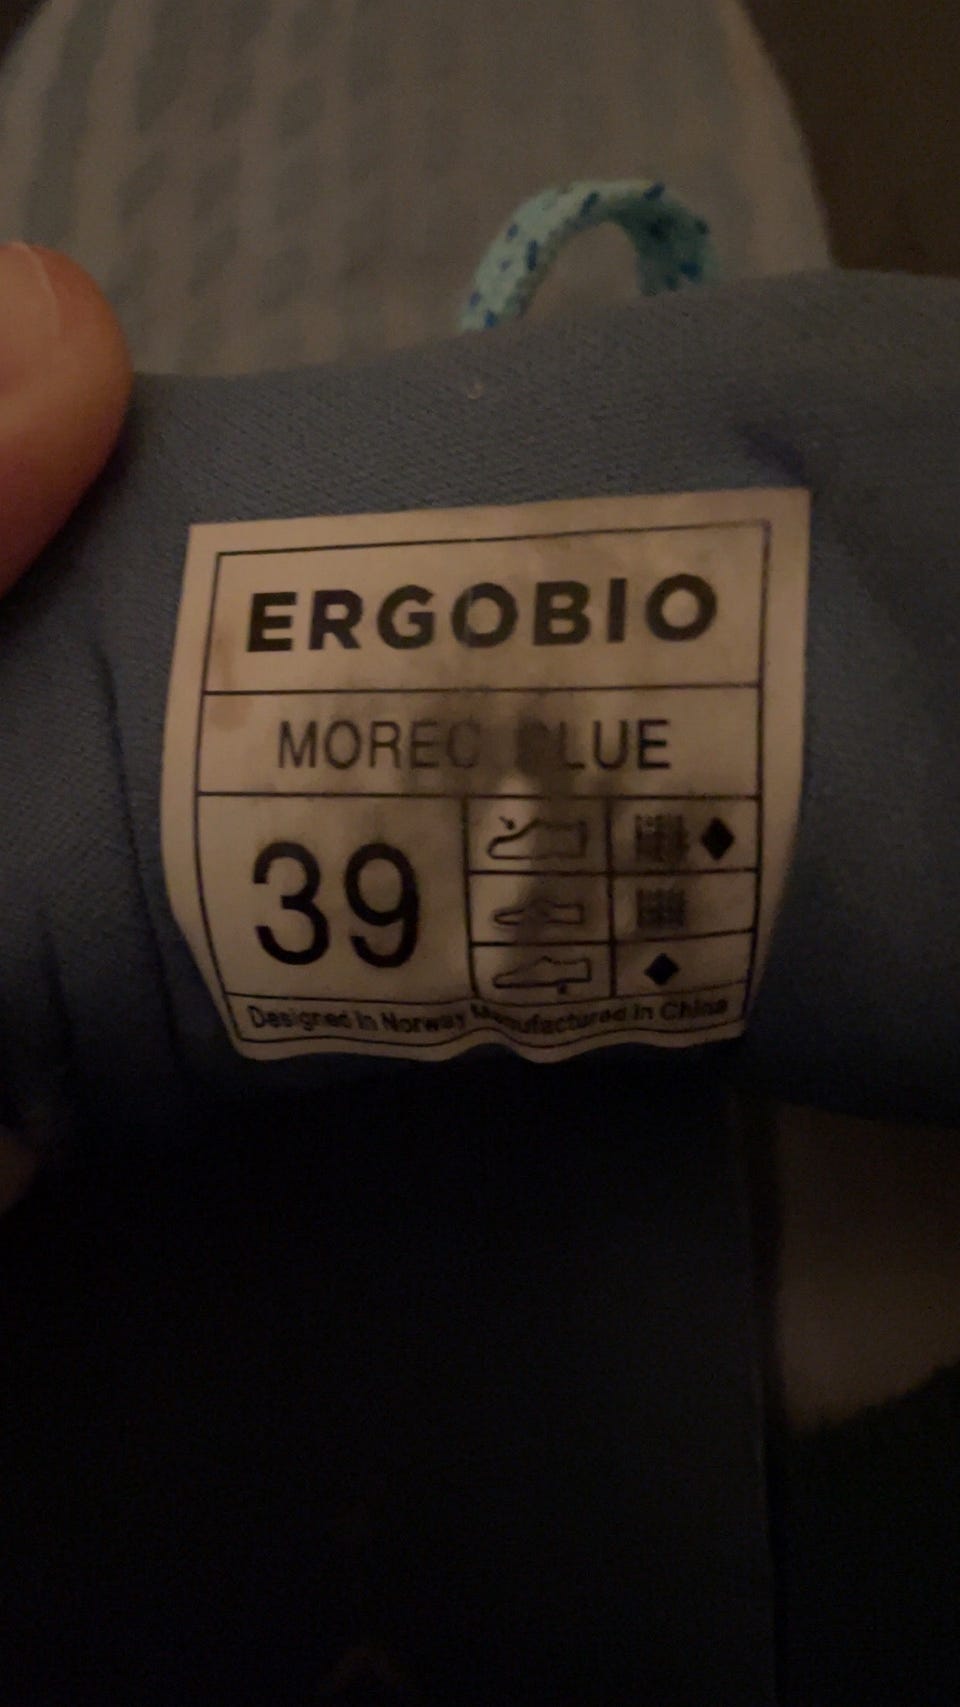 ERGOBIO
39
Designed in Norway Manufactured in China